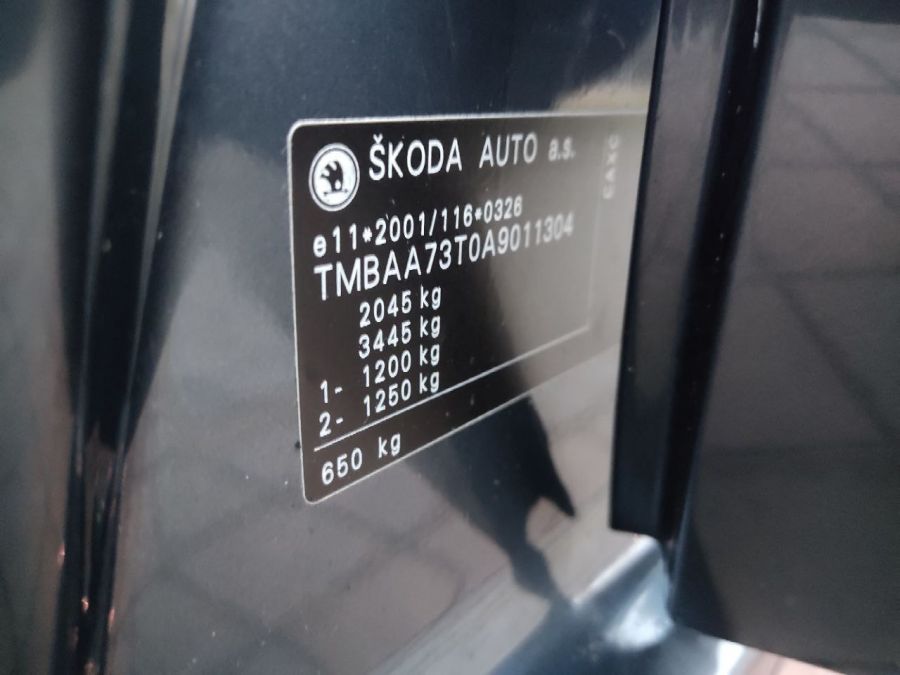 ŠKODA AUTO a.s.
e11*2001/116*0326
TMBAA73T0A9011304
2045 kg
3445 kg
1- 1200 kg
2- 1250 kg
650 kg
CAXC